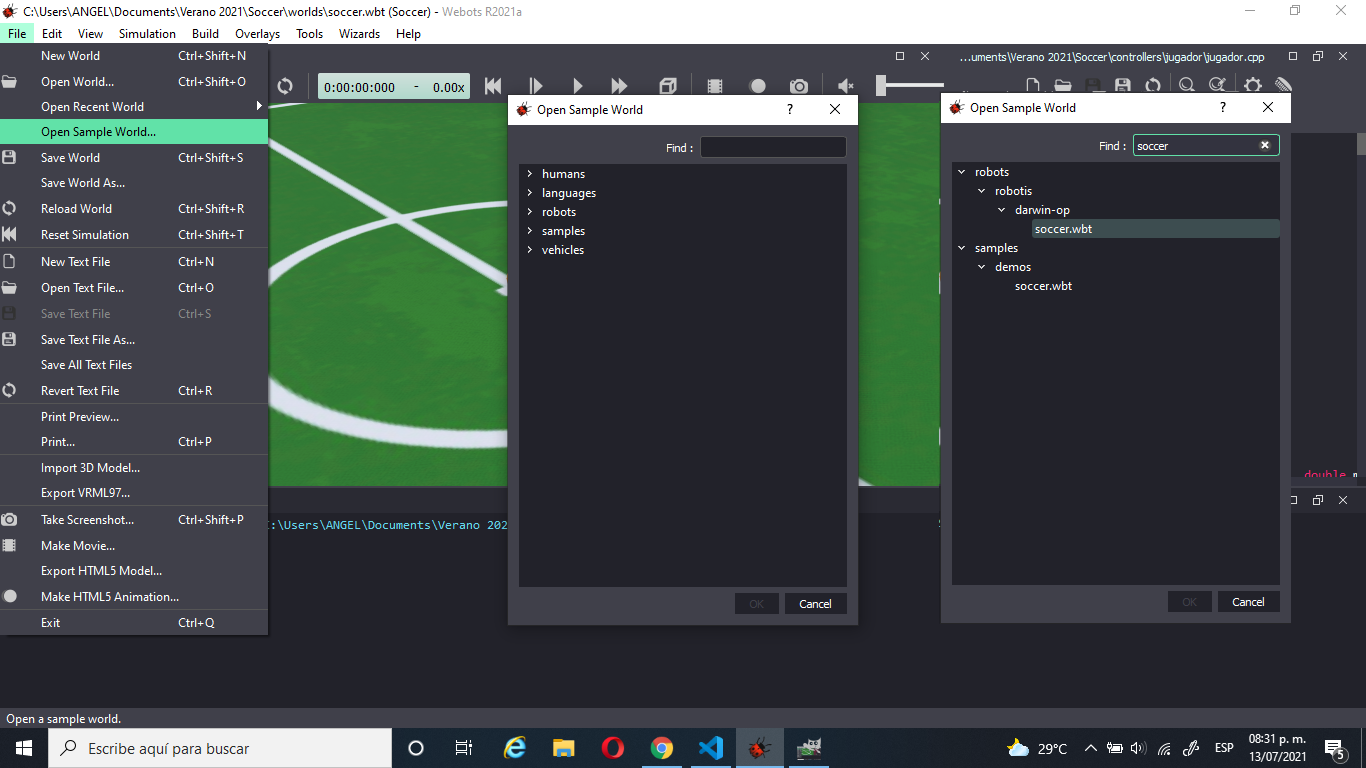 C:\Users\ANGEL\Documents\Verano 2021\Soccer\worlds\soccer.wbt (Soccer) - Webots R2021a
File Edit View Simulation Build Overlays Tools Wizards Help
New World Ctrl+Shift+N
Open World... Ctrl+Shift+O
Open Recent World
Open Sample World...
Save World Ctrl+Shift+S
Save World As...
Reload World Ctrl+Shift+R
Reset Simulation Ctrl+Shift+T
New Text File Ctrl+N
Open Text File... Ctrl+O
Save Text File Ctrl+S
Save Text File As...
Save All Text Files
Revert Text File Ctrl+R
Print Preview...
Print... Ctrl+P
Import 3D Model...
Export VRML97...
Take Screenshot... Ctrl+Shift+P
Make Movie...
Export HTML5 Model...
Make HTML5 Animation...
Exit Ctrl+Q
0:00:00:000 - 0.00x
...uments\Verano 2021\Soccer\controllers\jugador\jugador.cpp
Open Sample World ?
Find :
humans
languages
robots
samples
vehicles
OK Cancel
Open Sample World ?
Find : soccer
robots
robotis
darwin-op
soccer.wbt
samples
demos
soccer.wbt
OK Cancel
double
:\Users\ANGEL\Documents\Verano 202
Open a sample world.
Escribe aquí para buscar
29°C
ESP
08:31 p. m.
13/07/2021
5